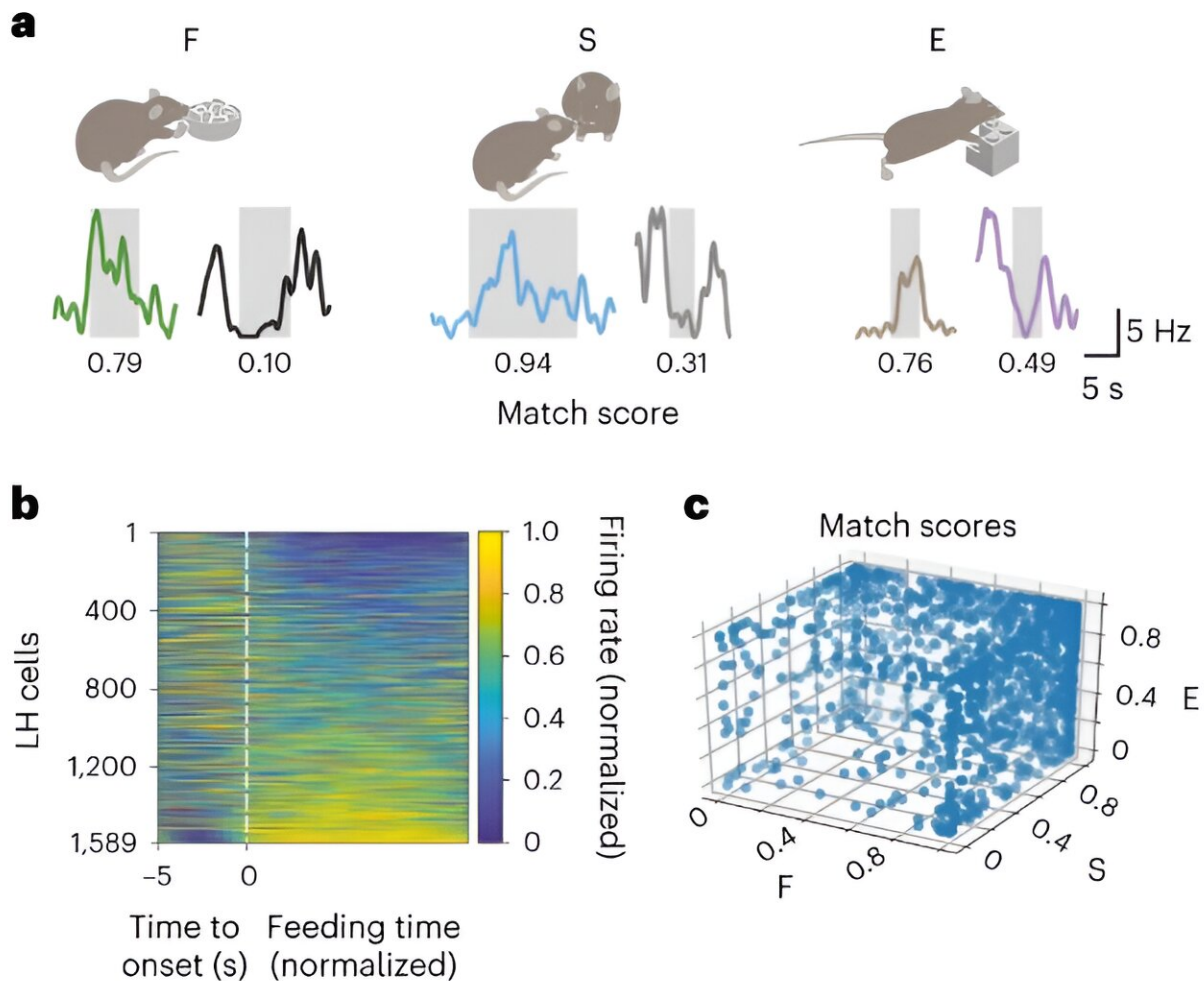 a
F S E
0.79 0.10 0.94 0.31 0.76 0.49
5 Hz
5 s
Match score
b
LH cells
1
400
800
1,200
1,589
−5 0
Time to onset (s)
Feeding time (normalized)
1.0
0.8
0.6
0.4
0.2
0
Firing rate (normalized)
c
Match scores
0.8
0.4
0
E
0 0.4 0.8
F
0 0.4 0.8
S